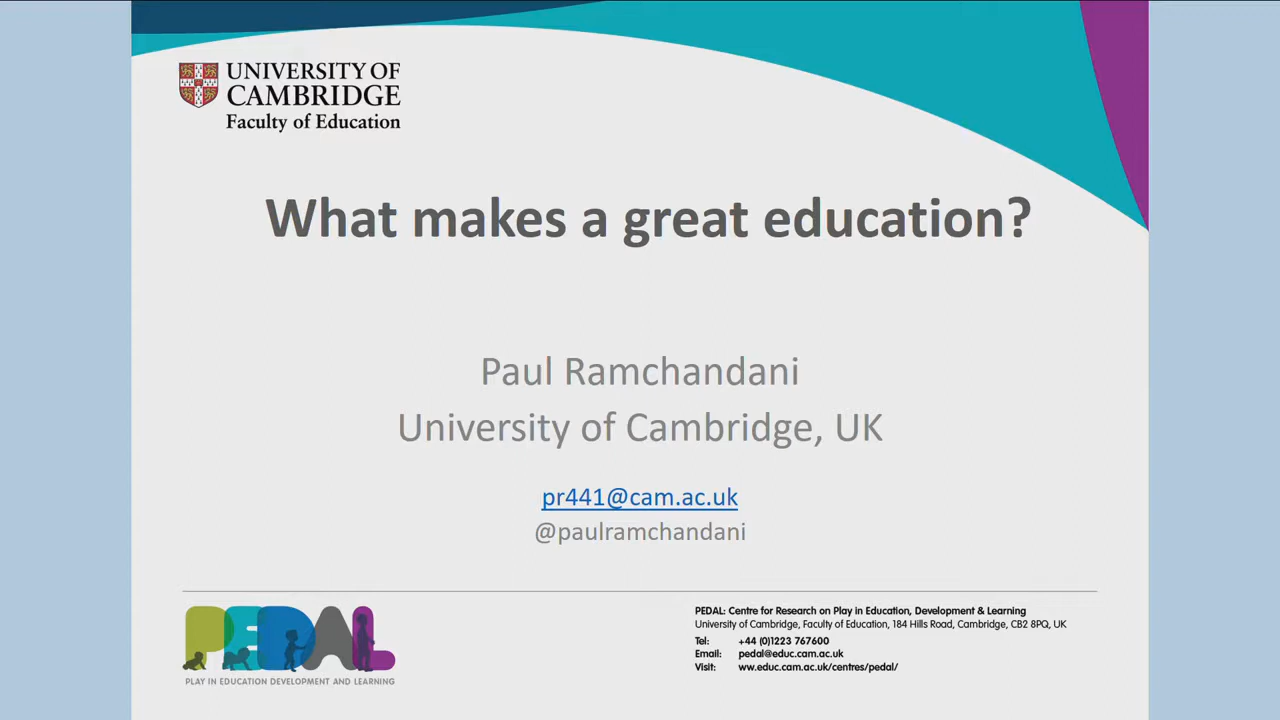 UNIVERSITY OF
CAMBRIDGE
Faculty of Education
What makes a great education?
Paul Ramchandani
University of Cambridge, UK
pr441@cam.ac.uk
@paulramchandani
PEDAL
PLAY IN EDUCATION DEVELOPMENT AND LEARNING
PEDAL: Centre for Research on Play in Education, Development & Learning
University of Cambridge, Faculty of Education, 184 Hills Road, Cambridge, CB2 8PQ, UK
Tel: +44 (0)1223 767600
Email: pedal@educ.cam.ac.uk
Visit: ww.educ.cam.ac.uk/centres/pedal/